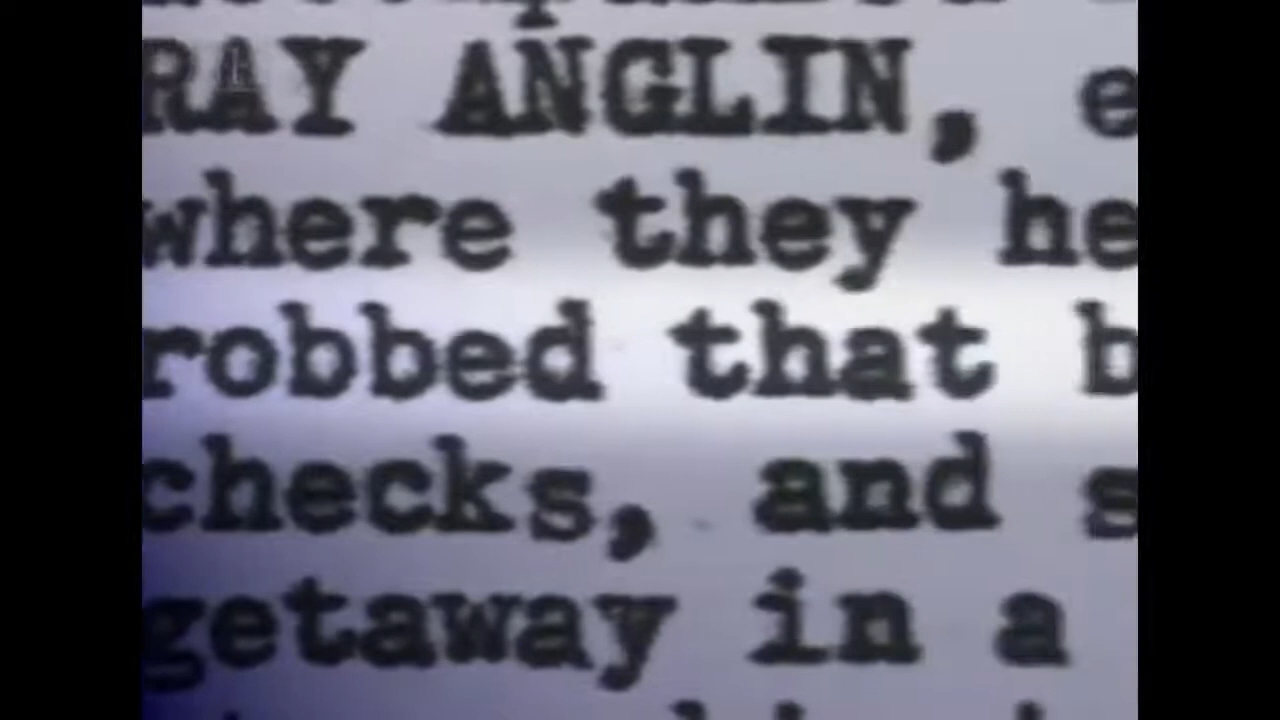 RAY ANGLIN, e
where they he
robbed that b
checks, and s
getaway in a